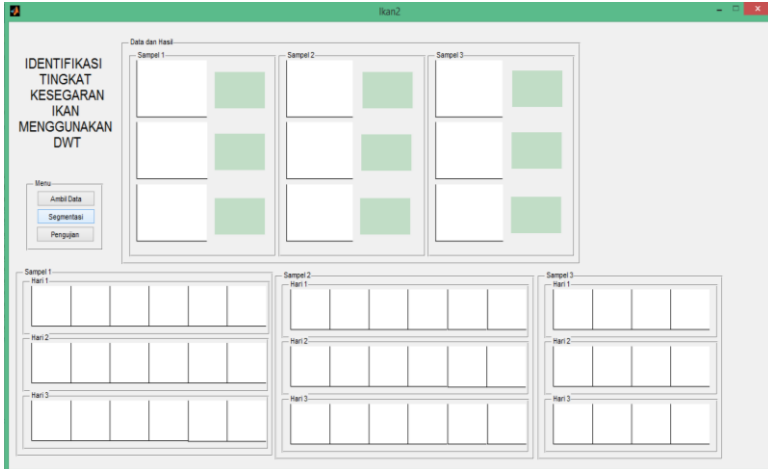 Ikan2
IDENTIFIKASI
TINGKAT
KESEGARAN
IKAN
MENGGUNAKAN
DWT
Menu
Ambil Data
Segmentasi
Pengujian
Data dan Hasil
Sampel 1
Sampel 2
Sampel 3
Sampel 1
Hari 1
Hari 2
Hari 3
Sampel 2
Hari 1
Hari 2
Hari 3
Sampel 3
Hari 1
Hari 2
Hari 3